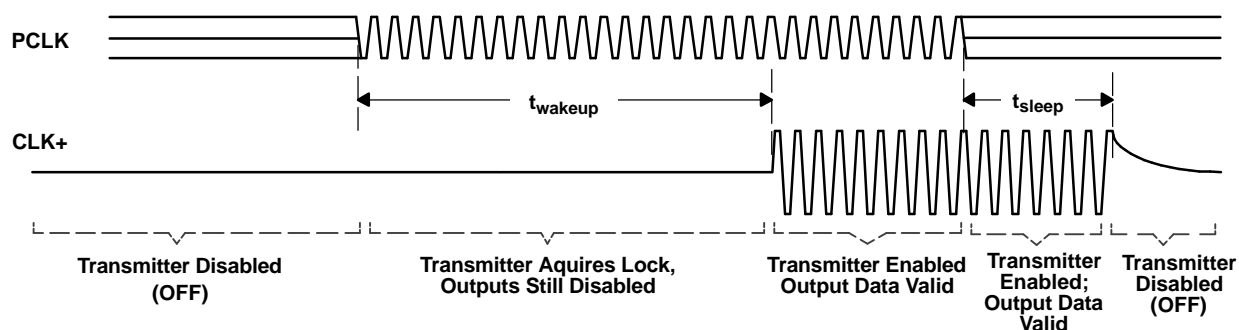 PCLK
twakeup
tsleep
CLK+
Transmitter Disabled
(OFF)
Transmitter Aquires Lock,
Outputs Still Disabled
Transmitter Enabled
Output Data Valid
Transmitter
Enabled;
Output Data
Valid
Transmitter
Disabled
(OFF)